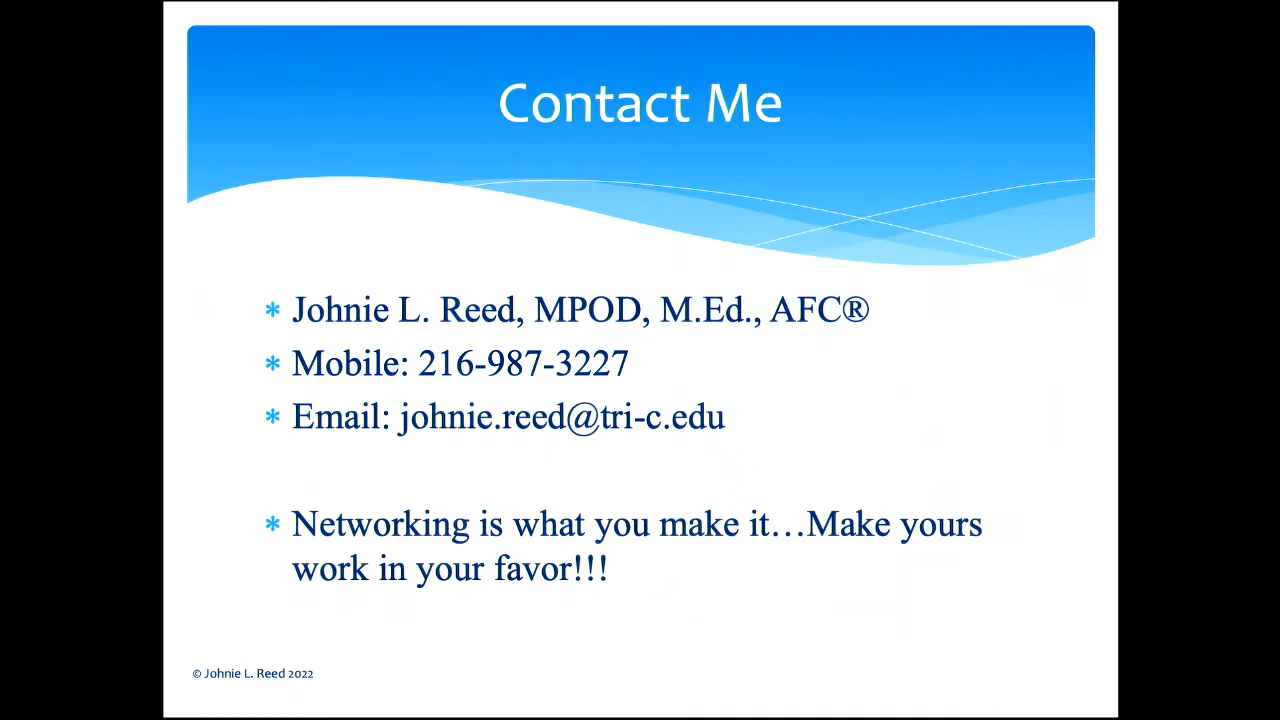 Contact Me
* Johnie L. Reed, MPOD, M.Ed., AFC®
* Mobile: 216-987-3227
* Email: johnie.reed@tri-c.edu
* Networking is what you make it…Make yours
work in your favor!!!
© Johnie L. Reed 2022